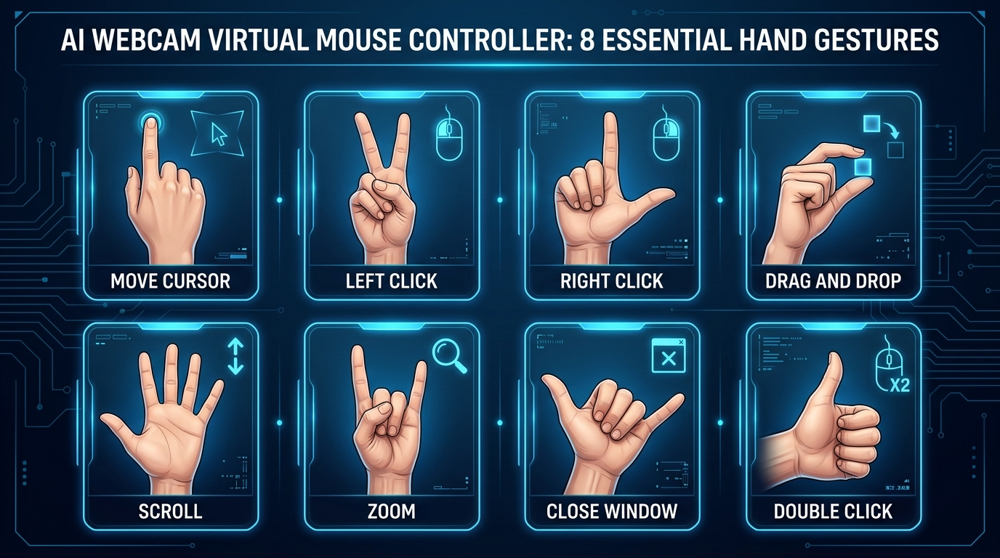 AI WEBCAM VIRTUAL MOUSE CONTROLLER: 8 ESSENTIAL HAND GESTURES
MOVE CURSOR
LEFT CLICK
RIGHT CLICK
DRAG AND DROP
SCROLL
ZOOM
CLOSE WINDOW
X2
DOUBLE CLICK